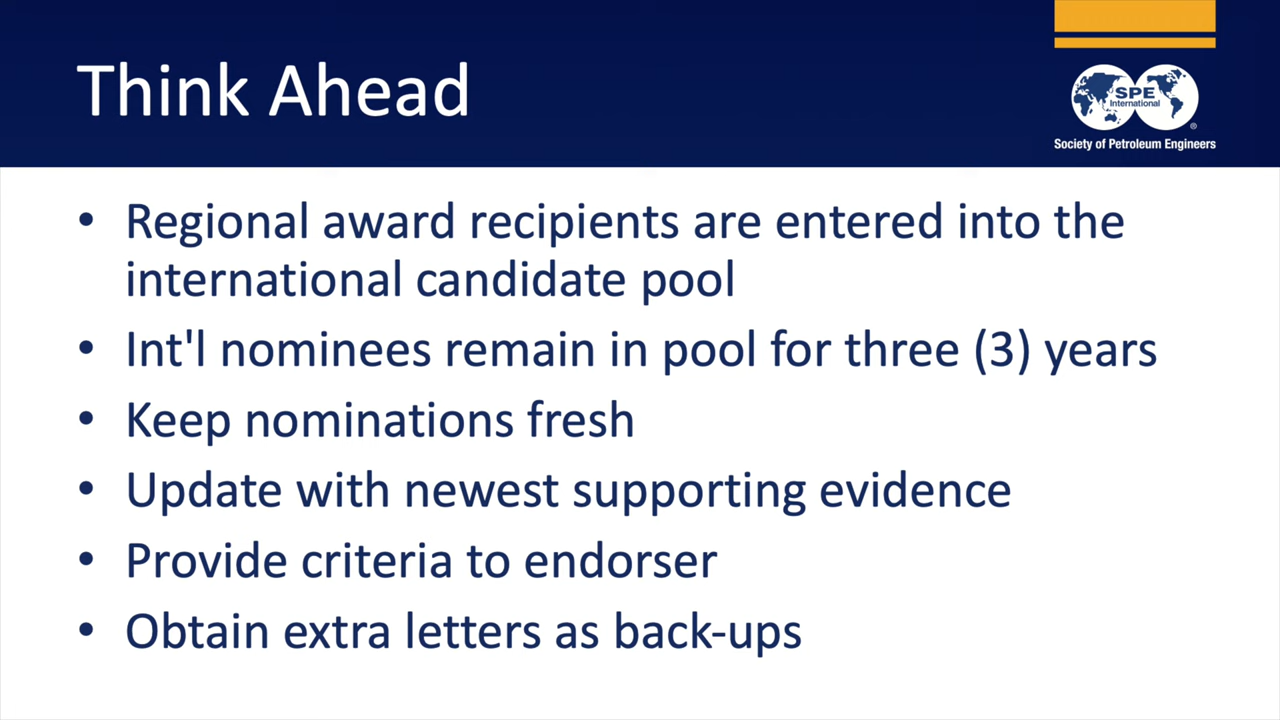 Think Ahead
SPE
International
®
Society of Petroleum Engineers
• Regional award recipients are entered into the
international candidate pool
• Int'l nominees remain in pool for three (3) years
• Keep nominations fresh
• Update with newest supporting evidence
• Provide criteria to endorser
• Obtain extra letters as back-ups